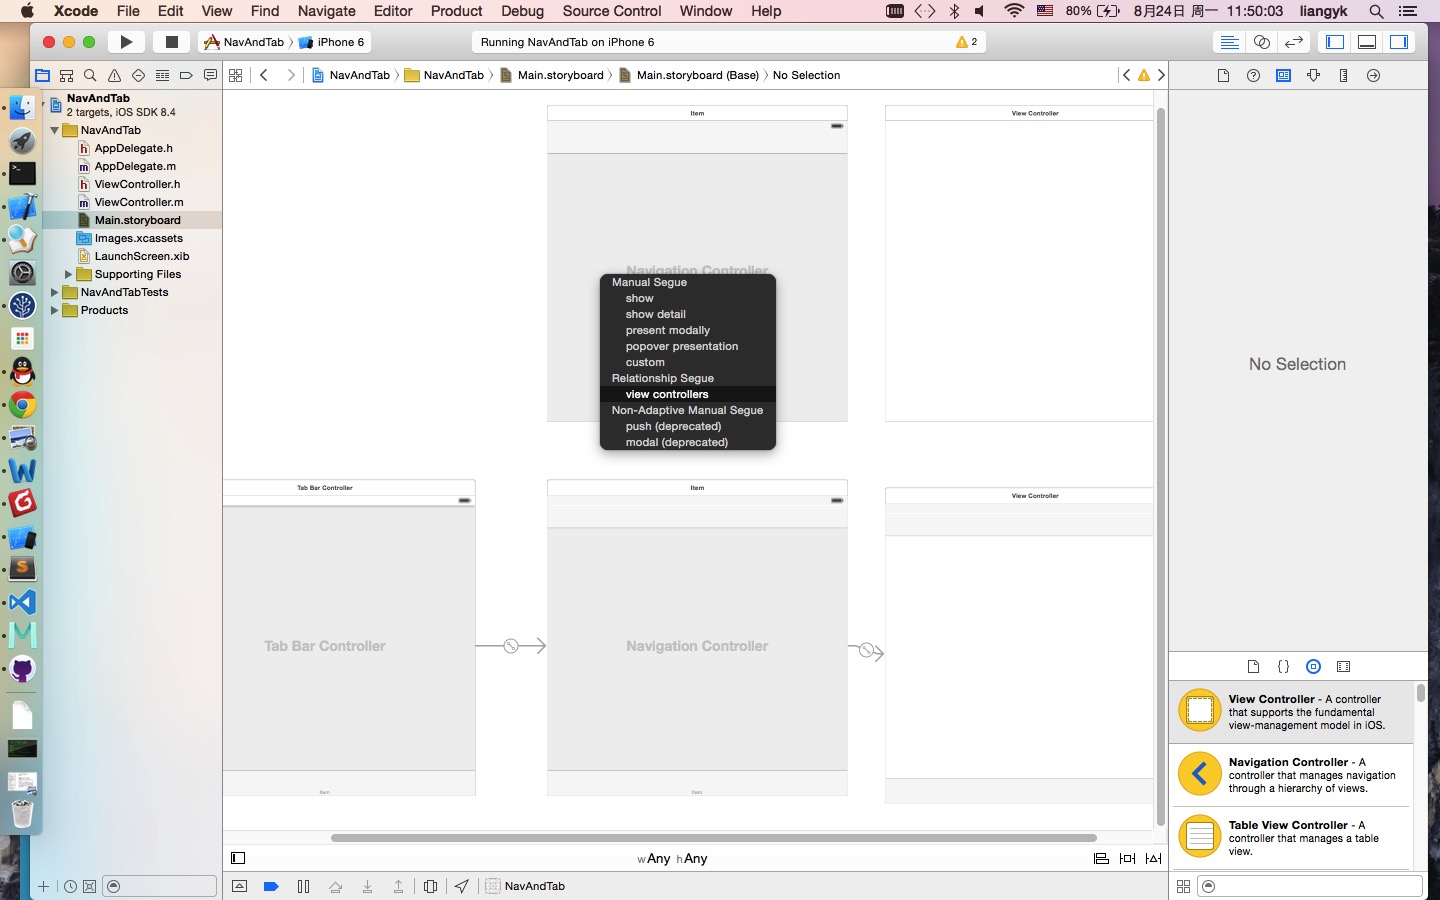 Xcode File Edit View Find Navigate Editor Product Debug Source Control Window Help 80% 8月24日 周一 11:50:03 liangyk
NavAndTab iPhone 6 Running NavAndTab on iPhone 6 2
NavAndTab NavAndTab Main.storyboard Main.storyboard (Base) No Selection
NavAndTab
2 targets, iOS SDK 8.4
NavAndTab
AppDelegate.h
AppDelegate.m
ViewController.h
ViewController.m
Main.storyboard
Images.xcassets
LaunchScreen.xib
Supporting Files
NavAndTabTests
Products
Item
View Controller
Navigation Controller
Manual Segue
show
show detail
present modally
popover presentation
custom
Relationship Segue
view controllers
Non-Adaptive Manual Segue
push (deprecated)
modal (deprecated)
Tab Bar Controller
Item
View Controller
Tab Bar Controller
Navigation Controller
Item
Item
wAny hAny
NavAndTab
No Selection
View Controller - A controller
that supports the fundamental
view-management model in iOS.
Navigation Controller - A
controller that manages navigation
through a hierarchy of views.
Table View Controller - A
controller that manages a table
view.